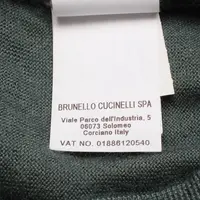 BRUNELLO CUCINELLI SPA
Viale Parco dell'Industria, 5
06073 Solomeo
Corciano Italy
VAT NO. 01886120540